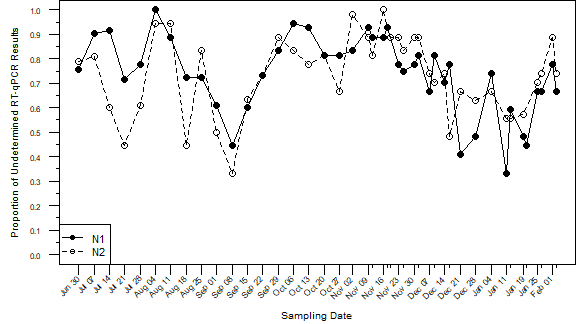 Proportion of Undetermined RT-qPCR Results
1.0
0.9
0.8
0.7
0.6
0.5
0.4
0.3
0.2
0.1
0.0
N1
N2
Jun 30
Jul 07
Jul 14
Jul 21
Jul 28
Aug 04
Aug 11
Aug 18
Aug 25
Sep 01
Sep 08
Sep 15
Sep 22
Sep 29
Oct 06
Oct 13
Oct 20
Oct 27
Nov 02
Nov 09
Nov 16
Nov 23
Nov 30
Dec 07
Dec 14
Dec 21
Dec 28
Jan 04
Jan 11
Jan 19
Jan 25
Feb 01
Sampling Date